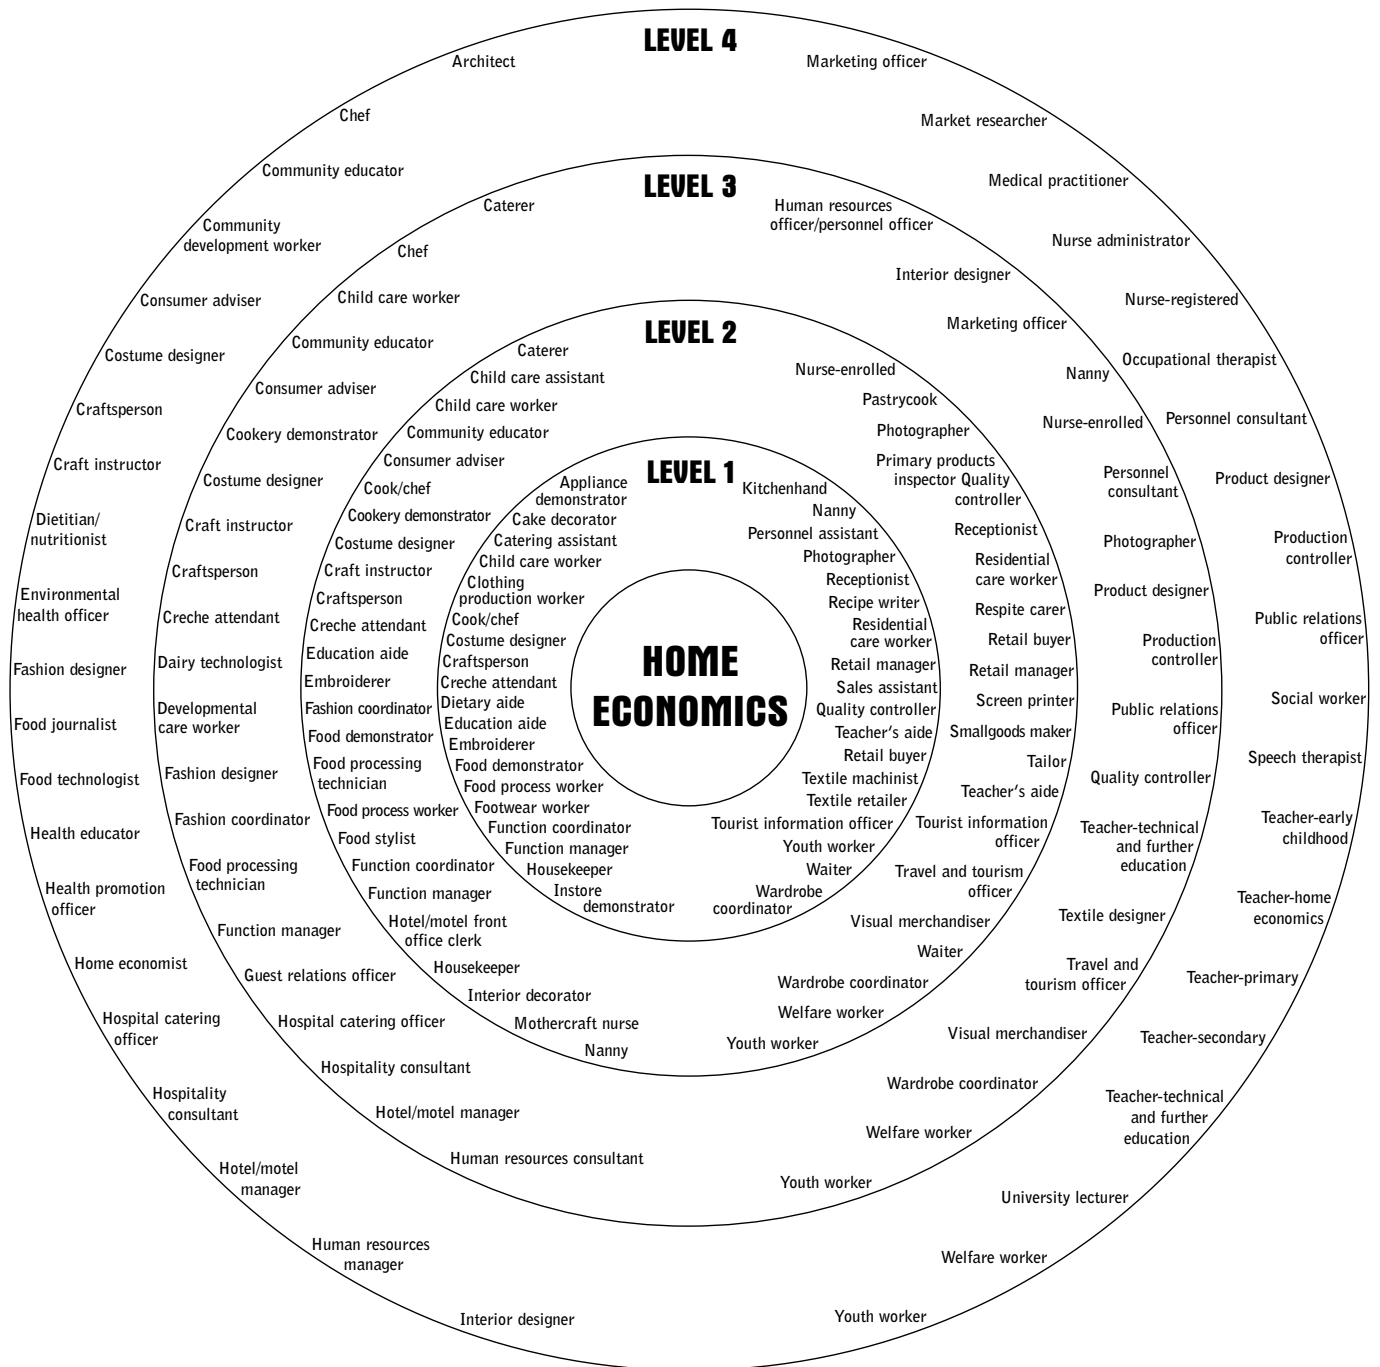 LEVEL 4
Architect
Chef
Community educator
Community
development worker
Consumer adviser
Costume designer
Craftsperson
Craft instructor
Dietitian/
nutritionist
Environmental
health officer
Fashion designer
Food journalist
Food technologist
Health educator
Health promotion
officer
Home economist
Hospital catering
officer
Hospitality
consultant
Hotel/motel
manager
Human resources
manager
Interior designer
Marketing officer
Market researcher
Medical practitioner
Nurse administrator
Nurse-registered
Occupational therapist
Personnel consultant
Product designer
Production
controller
Public relations
officer
Social worker
Speech therapist
Teacher-early
childhood
Teacher-home
economics
Teacher-primary
Teacher-secondary
Teacher-technical
and further
education
University lecturer
Welfare worker
Youth worker
LEVEL 3
Caterer
Chef
Child care worker
Community educator
Consumer adviser
Cookery demonstrator
Costume designer
Craft instructor
Craftsperson
Creche attendant
Dairy technologist
Developmental
care worker
Fashion designer
Fashion coordinator
Food processing
technician
Function manager
Guest relations officer
Hospital catering officer
Hospitality consultant
Hotel/motel manager
Human resources consultant
Human resources
officer/personnel officer
Interior designer
Marketing officer
Nanny
Nurse-enrolled
Personnel
consultant
Photographer
Product designer
Production
controller
Public relations
officer
Quality controller
Teacher-technical
and further
education
Textile designer
Travel and
tourism officer
Visual merchandiser
Wardrobe coordinator
Welfare worker
Youth worker
LEVEL 2
Caterer
Child care assistant
Child care worker
Community educator
Consumer adviser
Cook/chef
Cookery demonstrator
Costume designer
Craft instructor
Craftsperson
Creche attendant
Education aide
Embroiderer
Fashion coordinator
Food demonstrator
Food processing
technician
Food process worker
Food stylist
Function coordinator
Function manager
Hotel/motel front
office clerk
Housekeeper
Interior decorator
Mothercraft nurse
Nanny
Nurse-enrolled
Pastrycook
Photographer
Primary products
inspector Quality
controller
Receptionist
Residential
care worker
Respite carer
Retail buyer
Retail manager
Screen printer
Smallgoods maker
Tailor
Teacher's aide
Tourist information
officer
Travel and tourism
officer
Visual merchandiser
Waiter
Wardrobe coordinator
Welfare worker
Youth worker
LEVEL 1
Appliance
demonstrator
Cake decorator
Catering assistant
Child care worker
Clothing
production worker
Cook/chef
Costume designer
Craftsperson
Creche attendant
Dietary aide
Education aide
Embroiderer
Food demonstrator
Food process worker
Footwear worker
Function coordinator
Function manager
Housekeeper
Instore
demonstrator
Kitchenhand
Nanny
Personnel assistant
Photographer
Receptionist
Recipe writer
Residential
care worker
Retail manager
Sales assistant
Quality controller
Teacher's aide
Retail buyer
Textile machinist
Textile retailer
Tourist information officer
Youth worker
Waiter
Wardrobe
coordinator
HOME
ECONOMICS